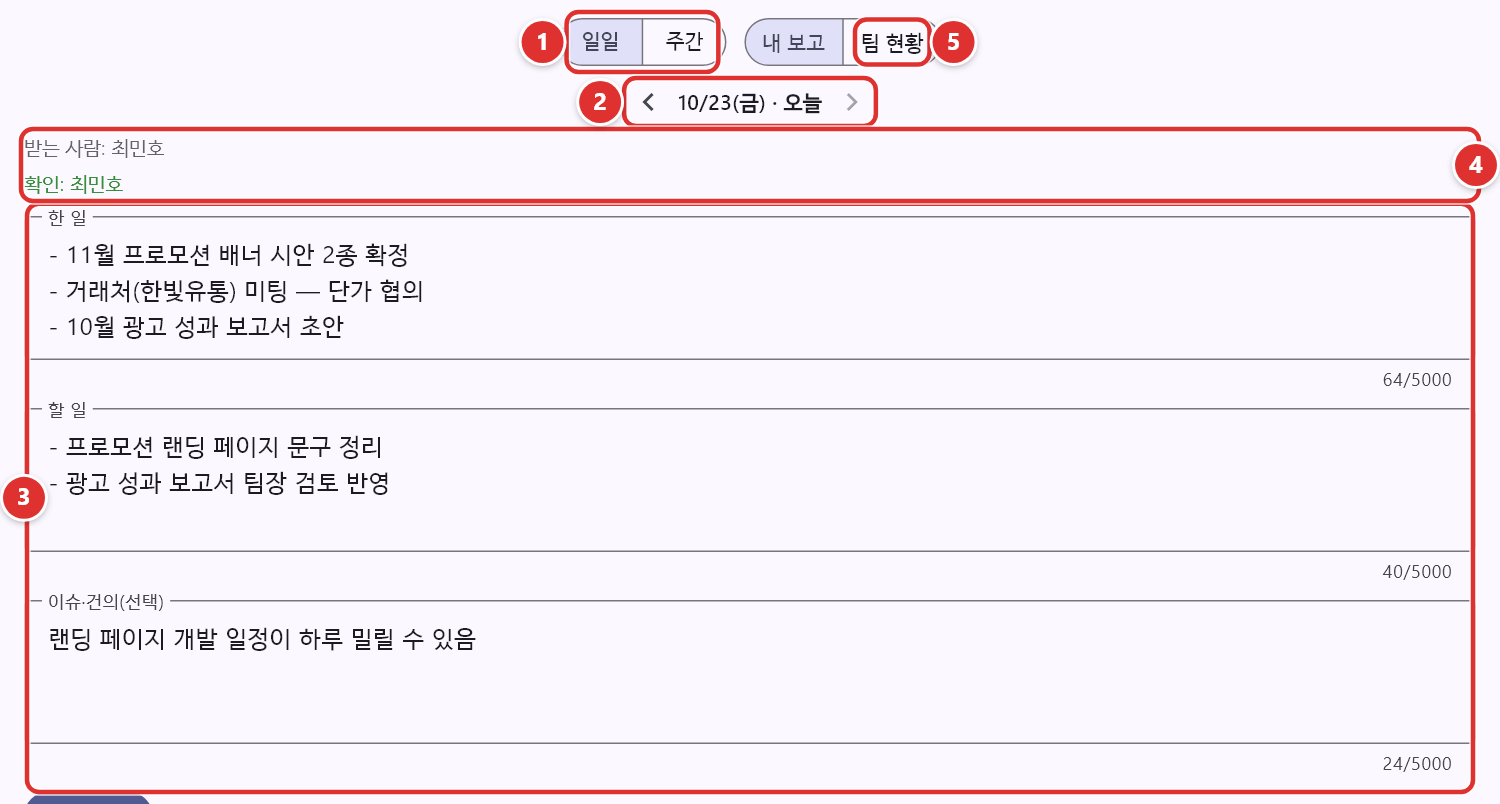 1 일일 주간 내 보고 팀 현황 5
2 10/23(금) · 오늘
받는 사람: 최민호
확인: 최민호
4
한 일
- 11월 프로모션 배너 시안 2종 확정
- 거래처(한빛유통) 미팅 — 단가 협의
- 10월 광고 성과 보고서 초안
64/5000
할 일
- 프로모션 랜딩 페이지 문구 정리
- 광고 성과 보고서 팀장 검토 반영
3
40/5000
이슈·건의(선택)
랜딩 페이지 개발 일정이 하루 밀릴 수 있음
24/5000